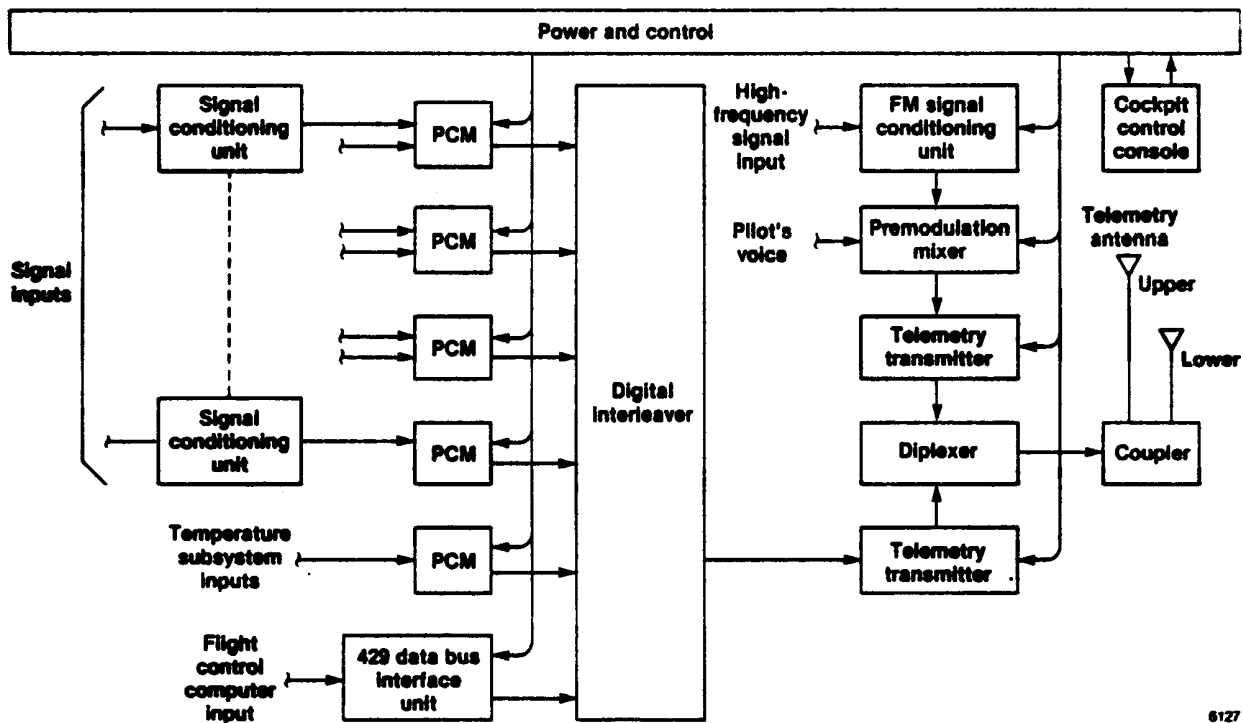 Power and control
Signal
conditioning
unit
PCM
High-
frequency
signal
input
FM signal
conditioning
unit
Cockpit
control
console
PCM
Pilot's
voice
Premodulation
mixer
Telemetry
antenna
Upper
Signal
inputs
PCM
Telemetry
transmitter
Lower
Digital
interleaver
Signal
conditioning
unit
PCM
Diplexer
Coupler
Temperature
subsystem
inputs
PCM
Telemetry
transmitter
Flight
control
computer
input
429 data bus
interface
unit
6127